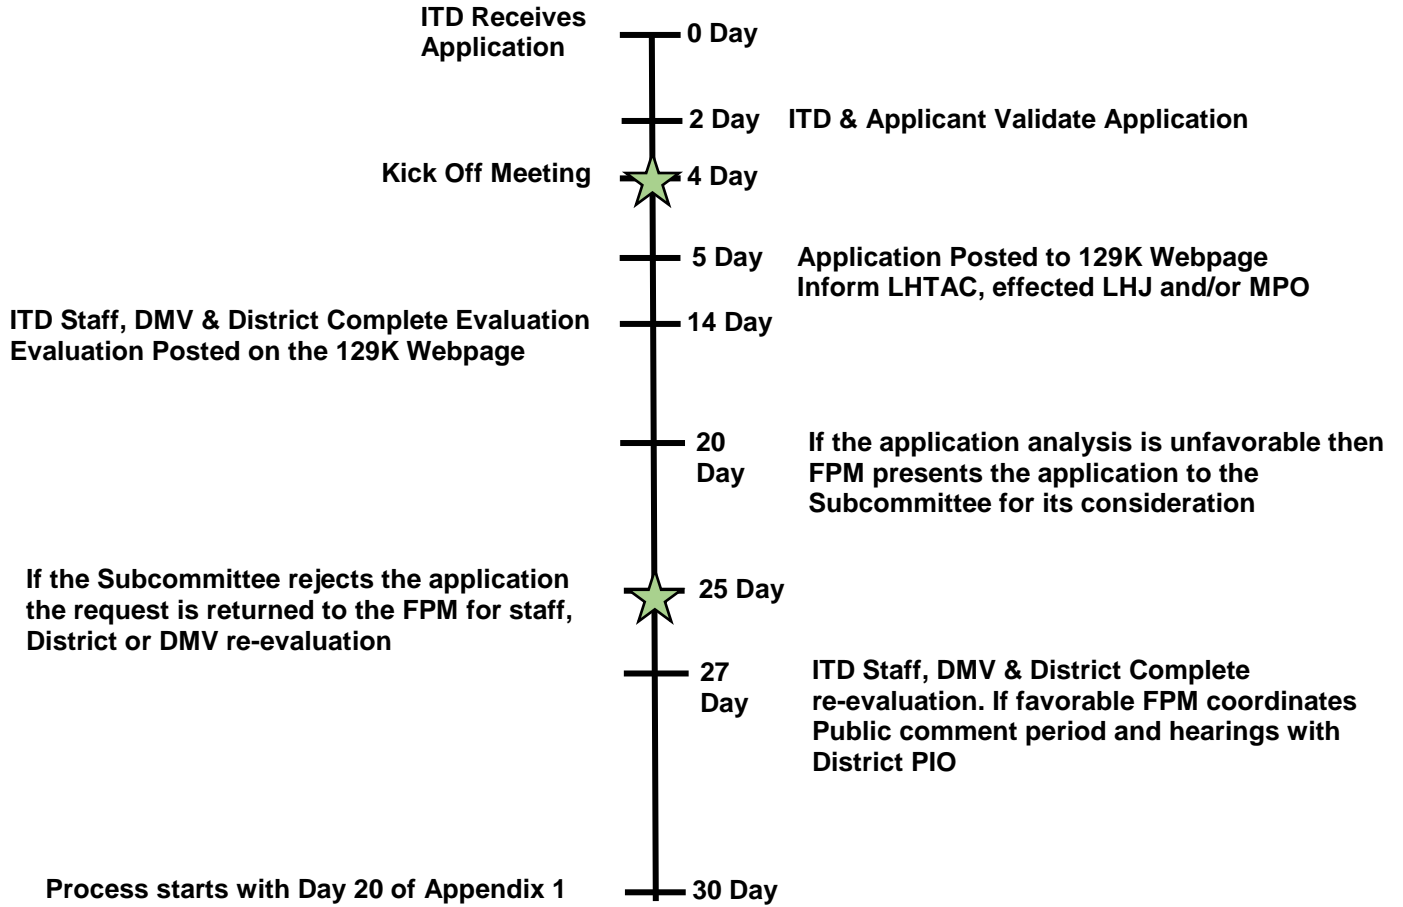 ITD Receives
Application
0 Day
2 Day
ITD & Applicant Validate Application
Kick Off Meeting
4 Day
5 Day
Application Posted to 129K Webpage
Inform LHTAC, effected LHJ and/or MPO
ITD Staff, DMV & District Complete Evaluation
Evaluation Posted on the 129K Webpage
14 Day
20
Day
If the application analysis is unfavorable then
FPM presents the application to the
Subcommittee for its consideration
If the Subcommittee rejects the application
the request is returned to the FPM for staff,
District or DMV re-evaluation
25 Day
27
Day
ITD Staff, DMV & District Complete
re-evaluation. If favorable FPM coordinates
Public comment period and hearings with
District PIO
Process starts with Day 20 of Appendix 1
30 Day